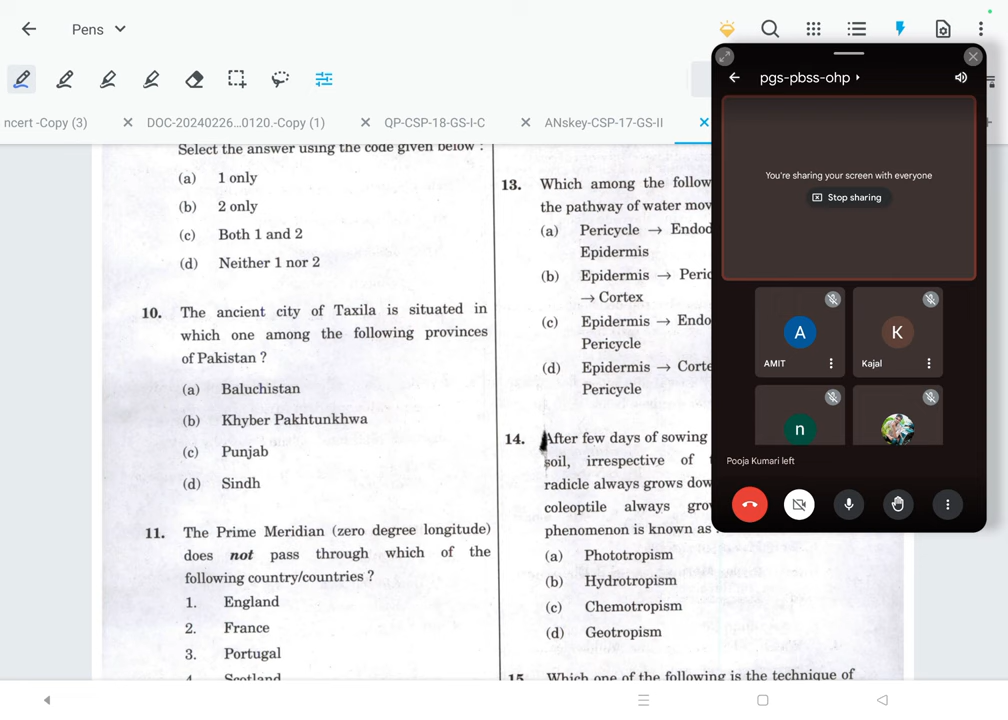 Pens
ncert -Copy (3)
DOC-20240226...0120.-Copy (1)
QP-CSP-18-GS-I-C
ANskey-CSP-17-GS-II
pgs-pbss-ohp
You're sharing your screen with everyone
Stop sharing
A
AMIT
K
Kajal
n
Pooja Kumari left
Select the answer using the code given below :
(a) 1 only
(b) 2 only
(c) Both 1 and 2
(d) Neither 1 nor 2
10. The ancient city of Taxila is situated in
which one among the following provinces
of Pakistan ?
(a) Baluchistan
(b) Khyber Pakhtunkhwa
(c) Punjab
(d) Sindh
11. The Prime Meridian (zero degree longitude)
does not pass through which of the
following country/countries ?
1. England
2. France
3. Portugal
4. Scotland
13. Which among the follow
the pathway of water mov
(a) Pericycle → Endod
Epidermis
(b) Epidermis → Peric
→ Cortex
(c) Epidermis → Endo
Pericycle
(d) Epidermis → Corte
Pericycle
14. After few days of sowing
soil, irrespective of
radicle always grows dow
coleoptile always gro
phenomenon is known as
(a) Phototropism
(b) Hydrotropism
(c) Chemotropism
(d) Geotropism
15. Which one of the following is the technique of